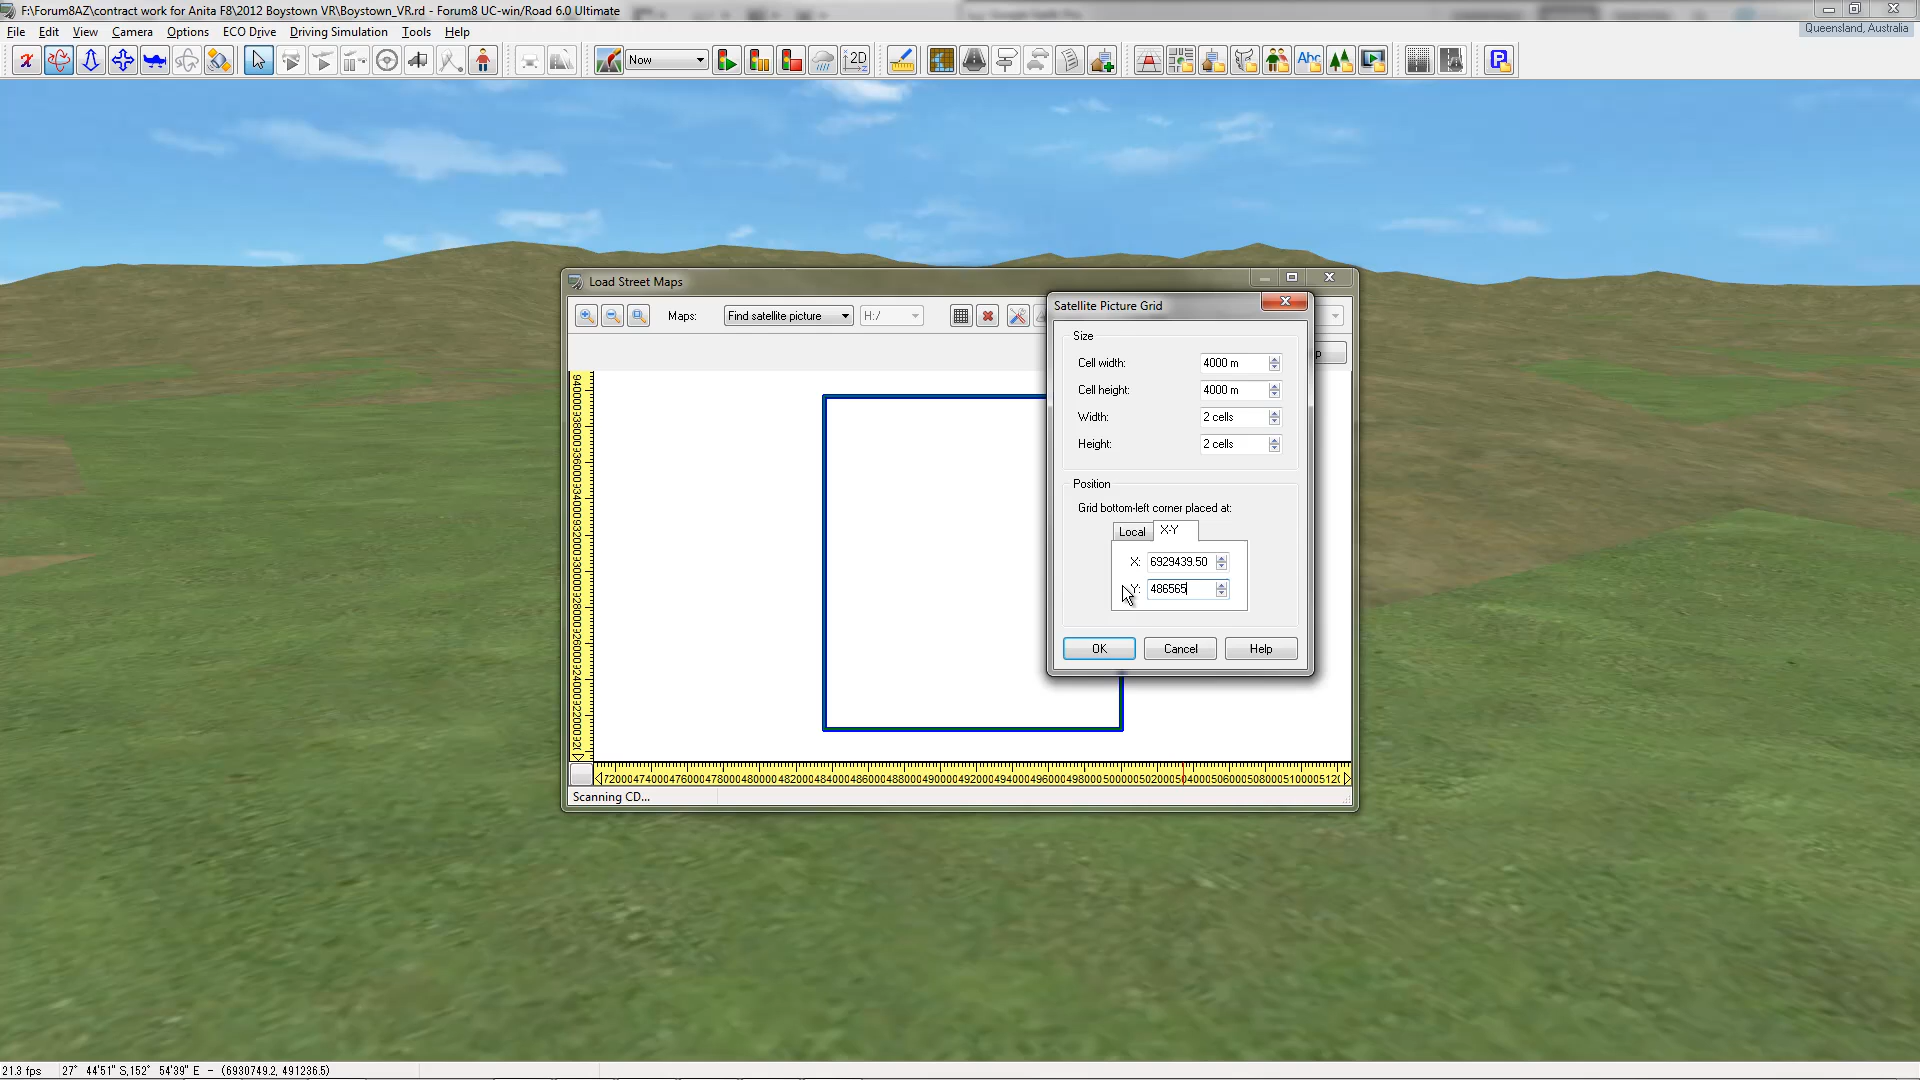 F:\Forum8AZ\contract work for Anita F8\2012 Boystown VR\Boystown_VR.rd - Forum8 UC-win/Road 6.0 Ultimate
File Edit View Camera Options ECO Drive Driving Simulation Tools Help
Queensland, Australia
Now
2D
Abc
P
Load Street Maps
Maps: Find satellite picture H:/
Satellite Picture Grid
Size
Cell width: 4000 m
Cell height: 4000 m
Width: 2 cells
Height: 2 cells
Position
Grid bottom-left corner placed at:
Local X-Y
X: 6929439.50
Y: 486565
OK Cancel Help
Scanning CD...
21.3 fps 27° 44'51" S,152° 54'39" E - (6930749.2, 491236.5)